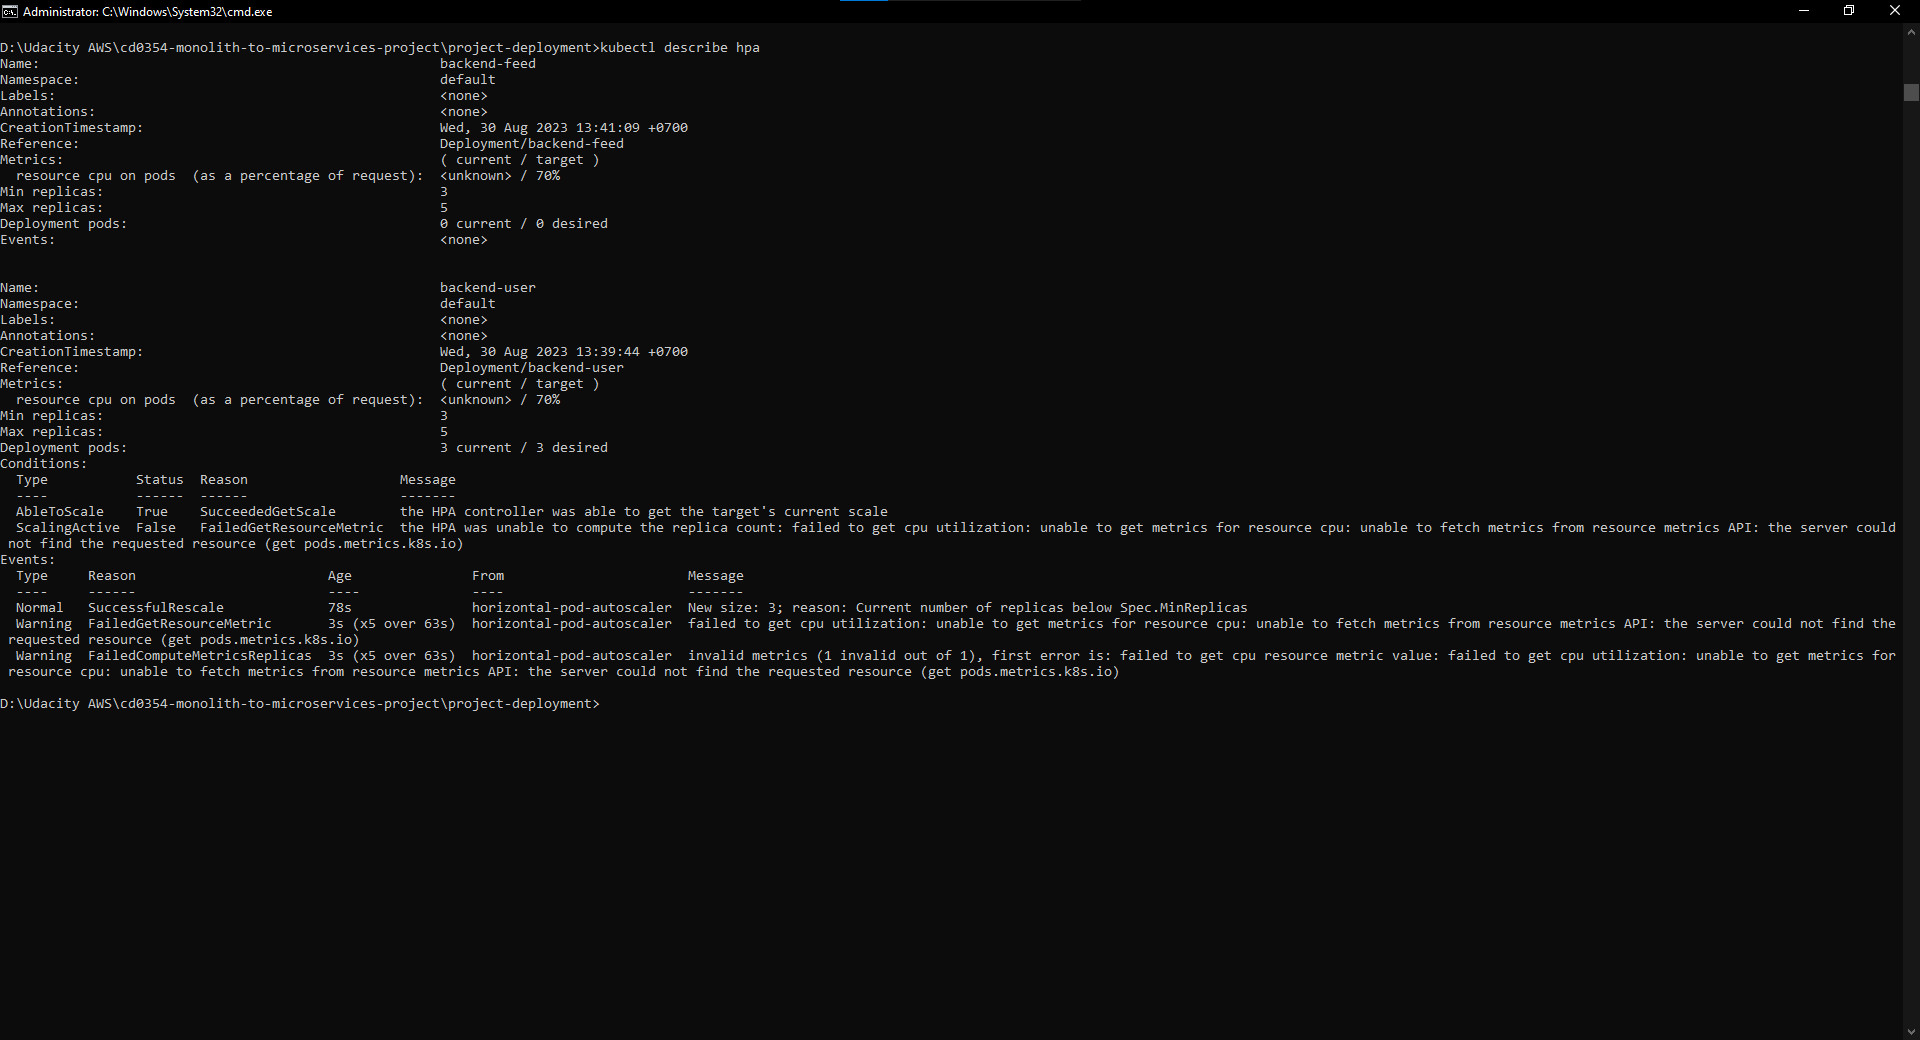 Administrator: C:\Windows\System32\cmd.exe
D:\Udacity AWS\cd0354-monolith-to-microservices-project\project-deployment>kubectl describe hpa
Name:                                                  backend-feed
Namespace:                                             default
Labels:                                                <none>
Annotations:                                           <none>
CreationTimestamp:                                     Wed, 30 Aug 2023 13:41:09 +0700
Reference:                                             Deployment/backend-feed
Metrics:                                               ( current / target )
  resource cpu on pods  (as a percentage of request):  <unknown> / 70%
Min replicas:                                          3
Max replicas:                                          5
Deployment pods:                                       0 current / 0 desired
Events:                                                <none>
Name:                                                  backend-user
Namespace:                                             default
Labels:                                                <none>
Annotations:                                           <none>
CreationTimestamp:                                     Wed, 30 Aug 2023 13:39:44 +0700
Reference:                                             Deployment/backend-user
Metrics:                                               ( current / target )
  resource cpu on pods  (as a percentage of request):  <unknown> / 70%
Min replicas:                                          3
Max replicas:                                          5
Deployment pods:                                       3 current / 3 desired
Conditions:
  Type           Status  Reason                   Message
  ----           ------  ------                   -------
  AbleToScale    True    SucceededGetScale        the HPA controller was able to get the target's current scale
  ScalingActive  False   FailedGetResourceMetric  the HPA was unable to compute the replica count: failed to get cpu utilization: unable to get metrics for resource cpu: unable to fetch metrics from resource metrics API: the server could
 not find the requested resource (get pods.metrics.k8s.io)
Events:
  Type     Reason                        Age                From                       Message
  ----     ------                        ----               ----                       -------
  Normal   SuccessfulRescale             78s                horizontal-pod-autoscaler  New size: 3; reason: Current number of replicas below Spec.MinReplicas
  Warning  FailedGetResourceMetric       3s (x5 over 63s)   horizontal-pod-autoscaler  failed to get cpu utilization: unable to get metrics for resource cpu: unable to fetch metrics from resource metrics API: the server could not find the
 requested resource (get pods.metrics.k8s.io)
  Warning  FailedComputeMetricsReplicas  3s (x5 over 63s)  horizontal-pod-autoscaler  invalid metrics (1 invalid out of 1), first error is: failed to get cpu resource metric value: failed to get cpu utilization: unable to get metrics for
 resource cpu: unable to fetch metrics from resource metrics API: the server could not find the requested resource (get pods.metrics.k8s.io)
D:\Udacity AWS\cd0354-monolith-to-microservices-project\project-deployment>